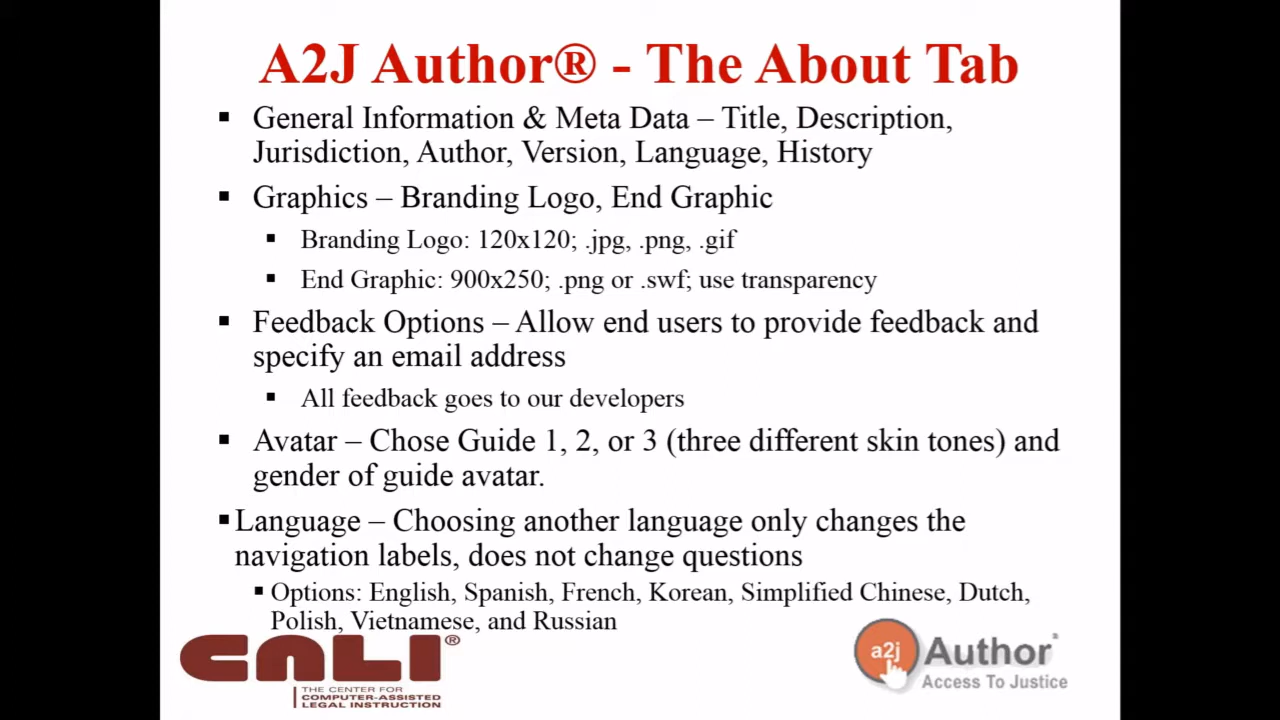 A2J Author® - The About Tab
▪ General Information & Meta Data – Title, Description,
Jurisdiction, Author, Version, Language, History
▪ Graphics – Branding Logo, End Graphic
▪ Branding Logo: 120x120; .jpg, .png, .gif
▪ End Graphic: 900x250; .png or .swf; use transparency
▪ Feedback Options – Allow end users to provide feedback and
specify an email address
▪ All feedback goes to our developers
▪ Avatar – Chose Guide 1, 2, or 3 (three different skin tones) and
gender of guide avatar.
▪ Language – Choosing another language only changes the
navigation labels, does not change questions
▪ Options: English, Spanish, French, Korean, Simplified Chinese, Dutch,
Polish, Vietnamese, and Russian
CALI®
THE CENTER FOR
COMPUTER-ASSISTED
LEGAL INSTRUCTION
a2j Author®
Access To Justice